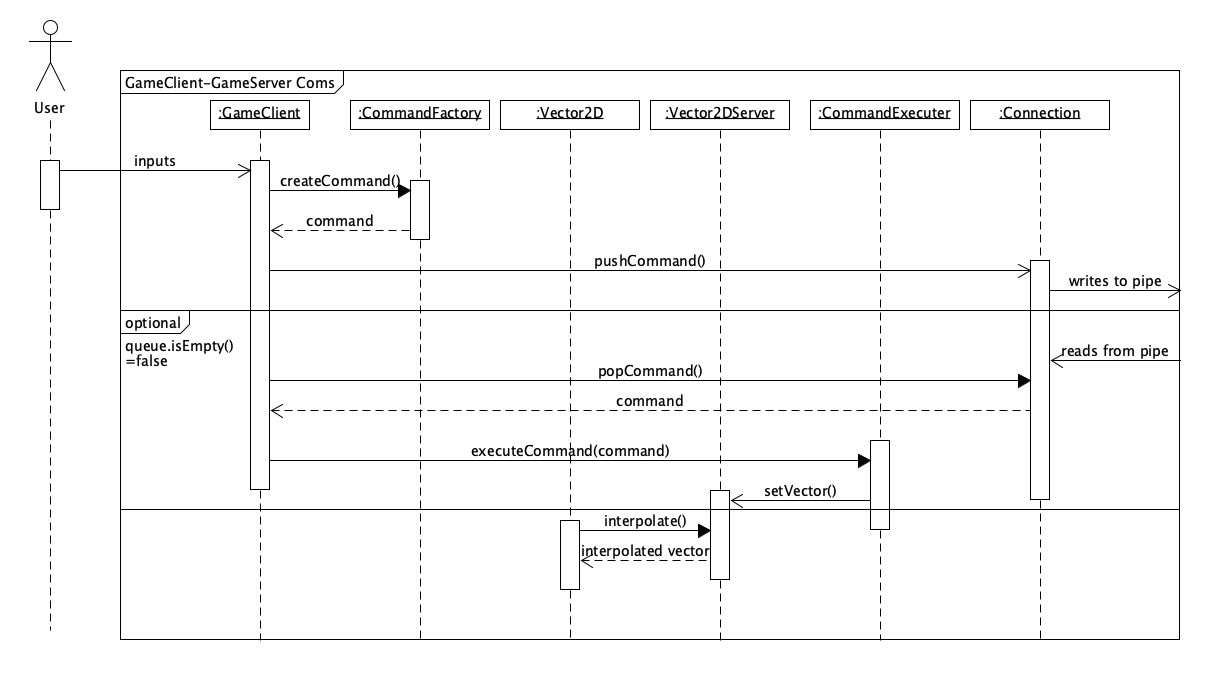 User
GameClient-GameServer Coms
:GameClient
:CommandFactory
:Vector2D
:Vector2DServer
:CommandExecuter
:Connection
inputs
createCommand()
command
pushCommand()
writes to pipe
optional
queue.isEmpty()
=false
reads from pipe
popCommand()
command
executeCommand(command)
setVector()
interpolate()
interpolated vector